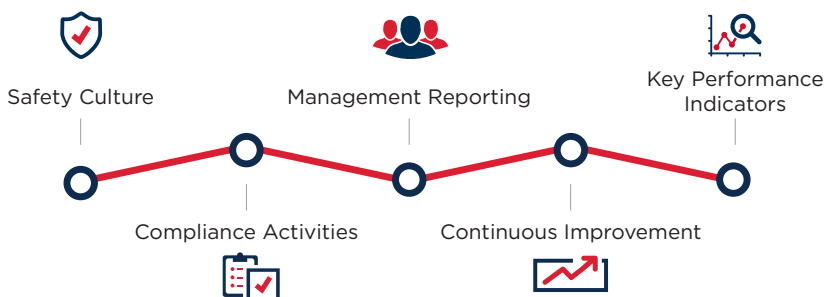 Safety Culture
Management Reporting
Key Performance
Indicators
Compliance Activities
Continuous Improvement